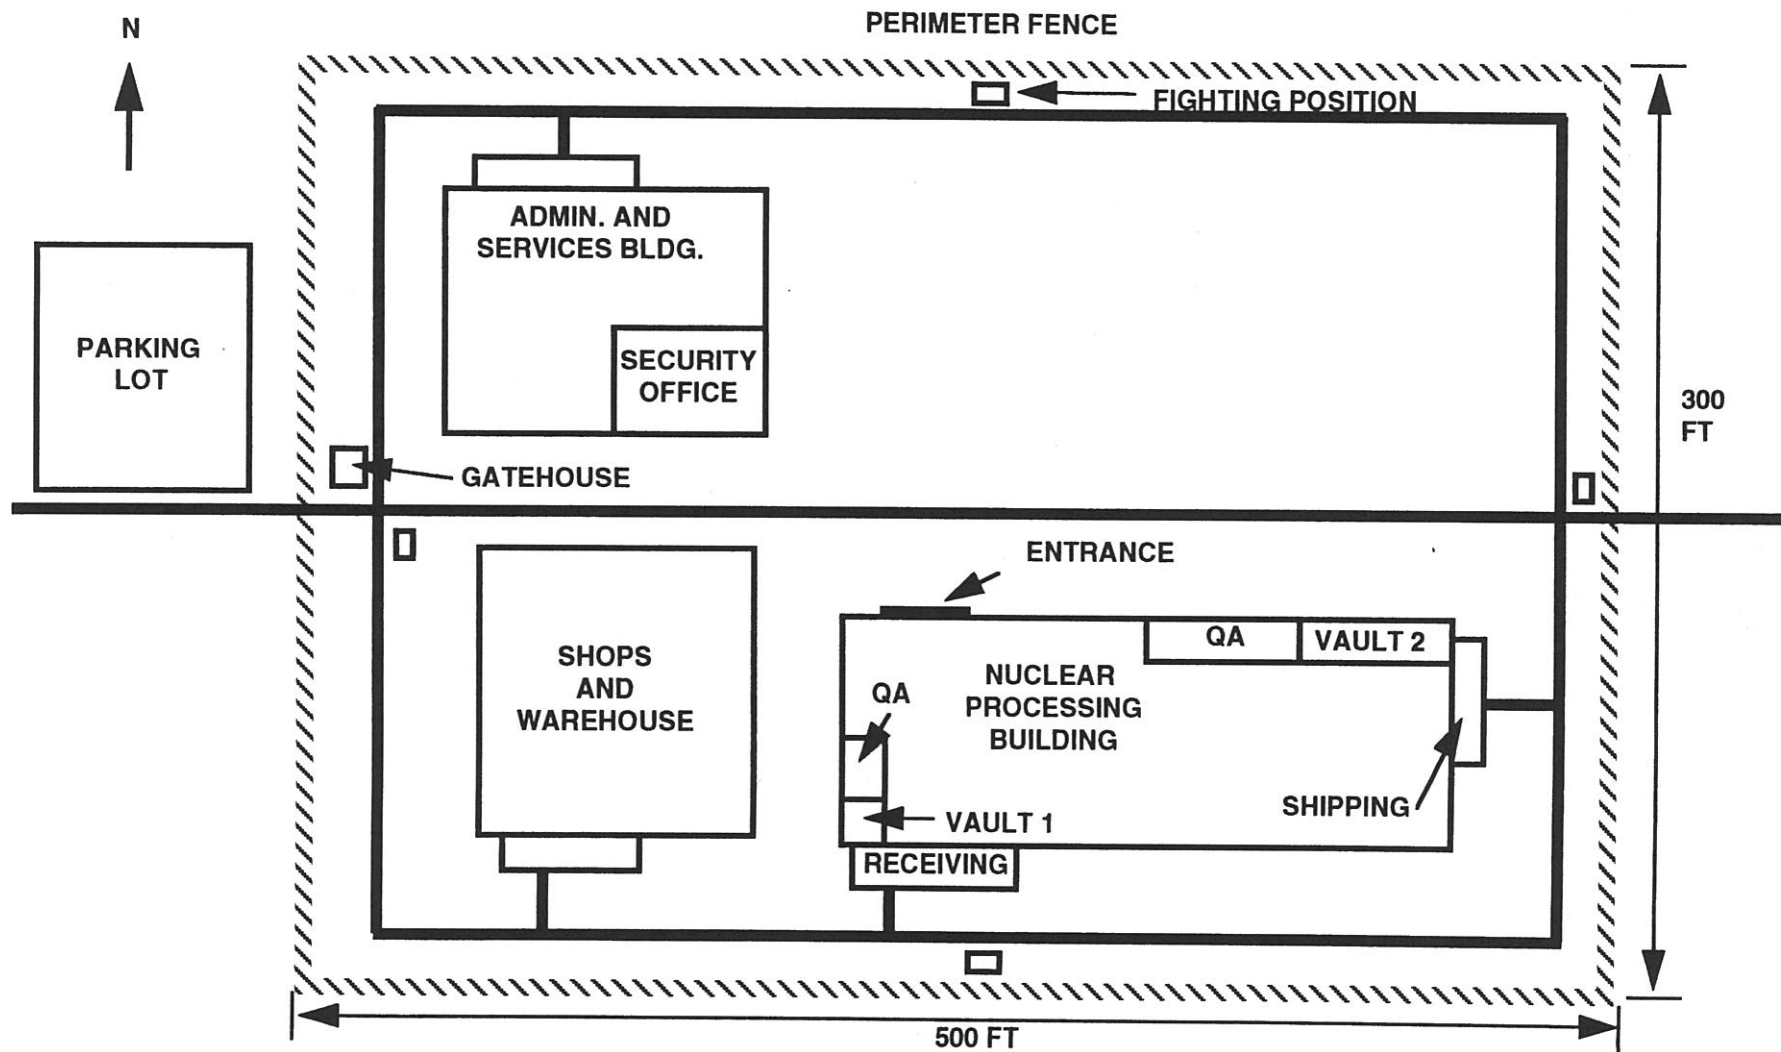 PERIMETER FENCE
N
FIGHTING POSITION
ADMIN. AND
SERVICES BLDG.
PARKING
LOT
SECURITY
OFFICE
300
FT
GATEHOUSE
ENTRANCE
QA
VAULT 2
SHOPS
AND
WAREHOUSE
QA
NUCLEAR
PROCESSING
BUILDING
SHIPPING
VAULT 1
RECEIVING
500 FT